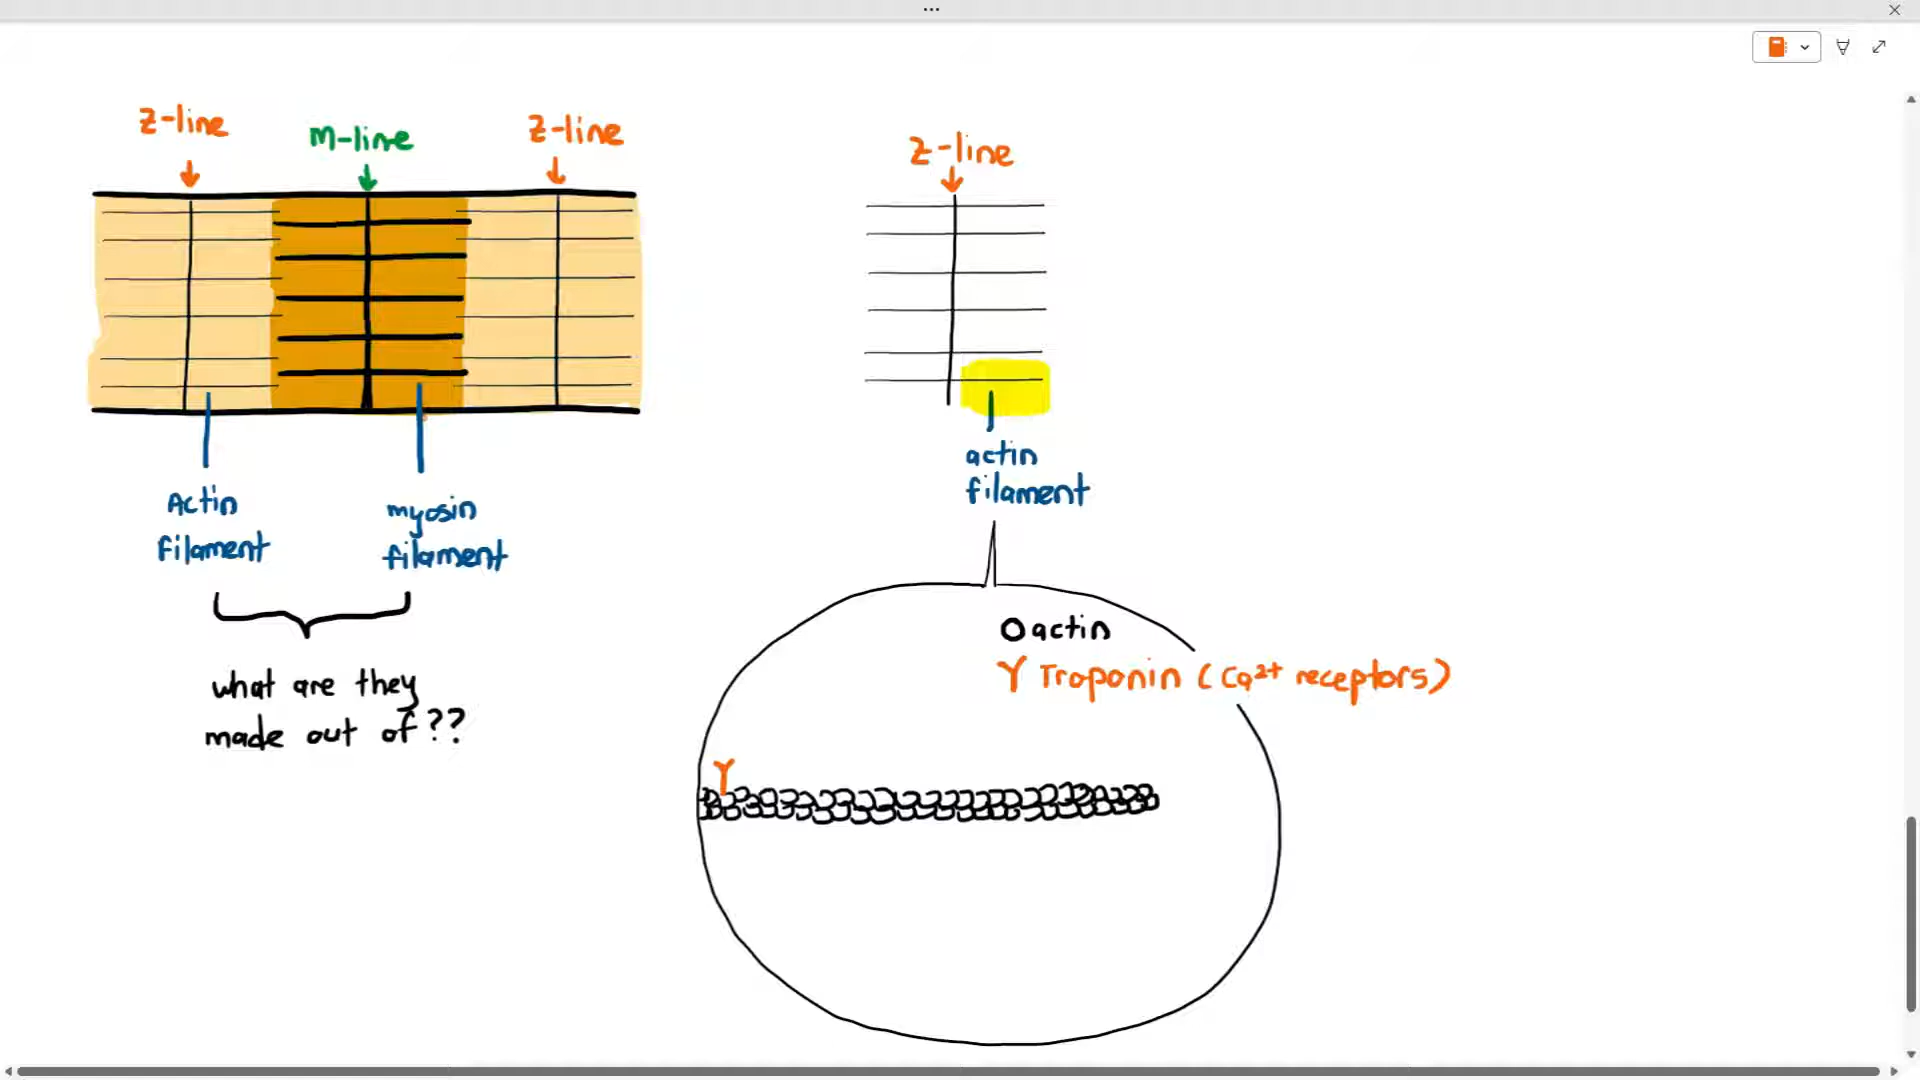 Z-line
M-line
Z-line
Z-line
Actin
filament
myosin
filament
what are they
made out of??
actin
filament
actin
Troponin (Ca²⁺ receptors)